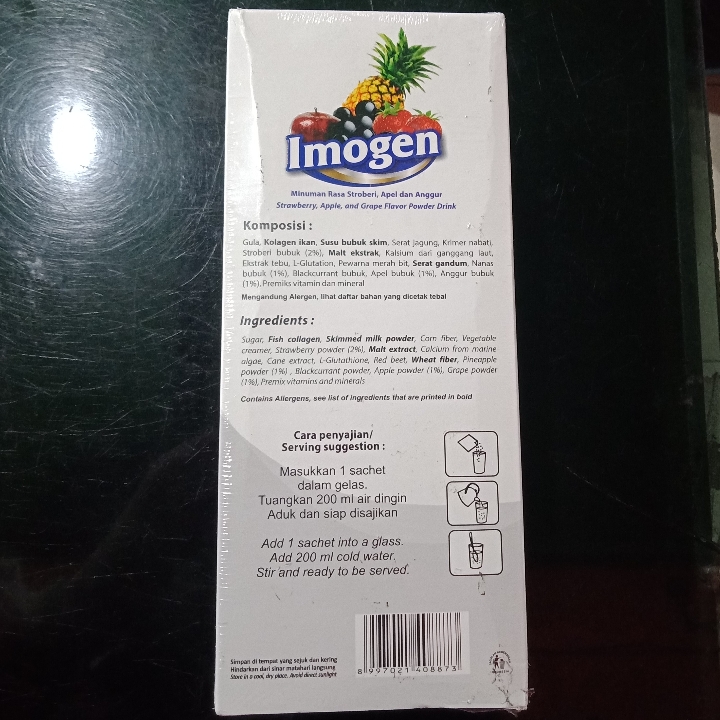 Imogen
Minuman Rasa Stroberi, Apel dan Anggur
Strawberry, Apple, and Grape Flavor Powder Drink
Komposisi :
Gula, Kolagen ikan, Susu bubuk skim, Serat jagung, Krimer nabati,
Stroberi bubuk (2%), Malt ekstrak, Kalsium dari ganggang laut,
Ekstrak tebu, L-Glutation, Pewarna merah bit, Serat gandum, Nanas
bubuk (1%), Blackcurrant bubuk, Apel bubuk (1%), Anggur bubuk
(1%), Premiks vitamin dan mineral
Mengandung Alergen, lihat daftar bahan yang dicetak tebal
Ingredients :
Sugar, Fish collagen, Skimmed milk powder, Corn fiber, Vegetable
creamer, Strawberry powder (2%), Malt extract, Calcium from marine
algae, Cane extract, L-Glutathione, Red beet, Wheat fiber, Pineapple
powder (1%) , Blackcurrant powder, Apple powder (1%), Grape powder
(1%), Premix vitamins and minerals
Contains Allergens, see list of ingredients that are printed in bold
Cara penyajian/
Serving suggestion :
Masukkan 1 sachet
dalam gelas.
Tuangkan 200 ml air dingin
Aduk dan siap disajikan
Add 1 sachet into a glass.
Add 200 ml cold water.
Stir and ready to be served.
Simpan di tempat yang sejuk dan kering
Hindarkan dari sinar matahari langsung
Store in a cool, dry place. Avoid direct sunlight
8 997021 408873